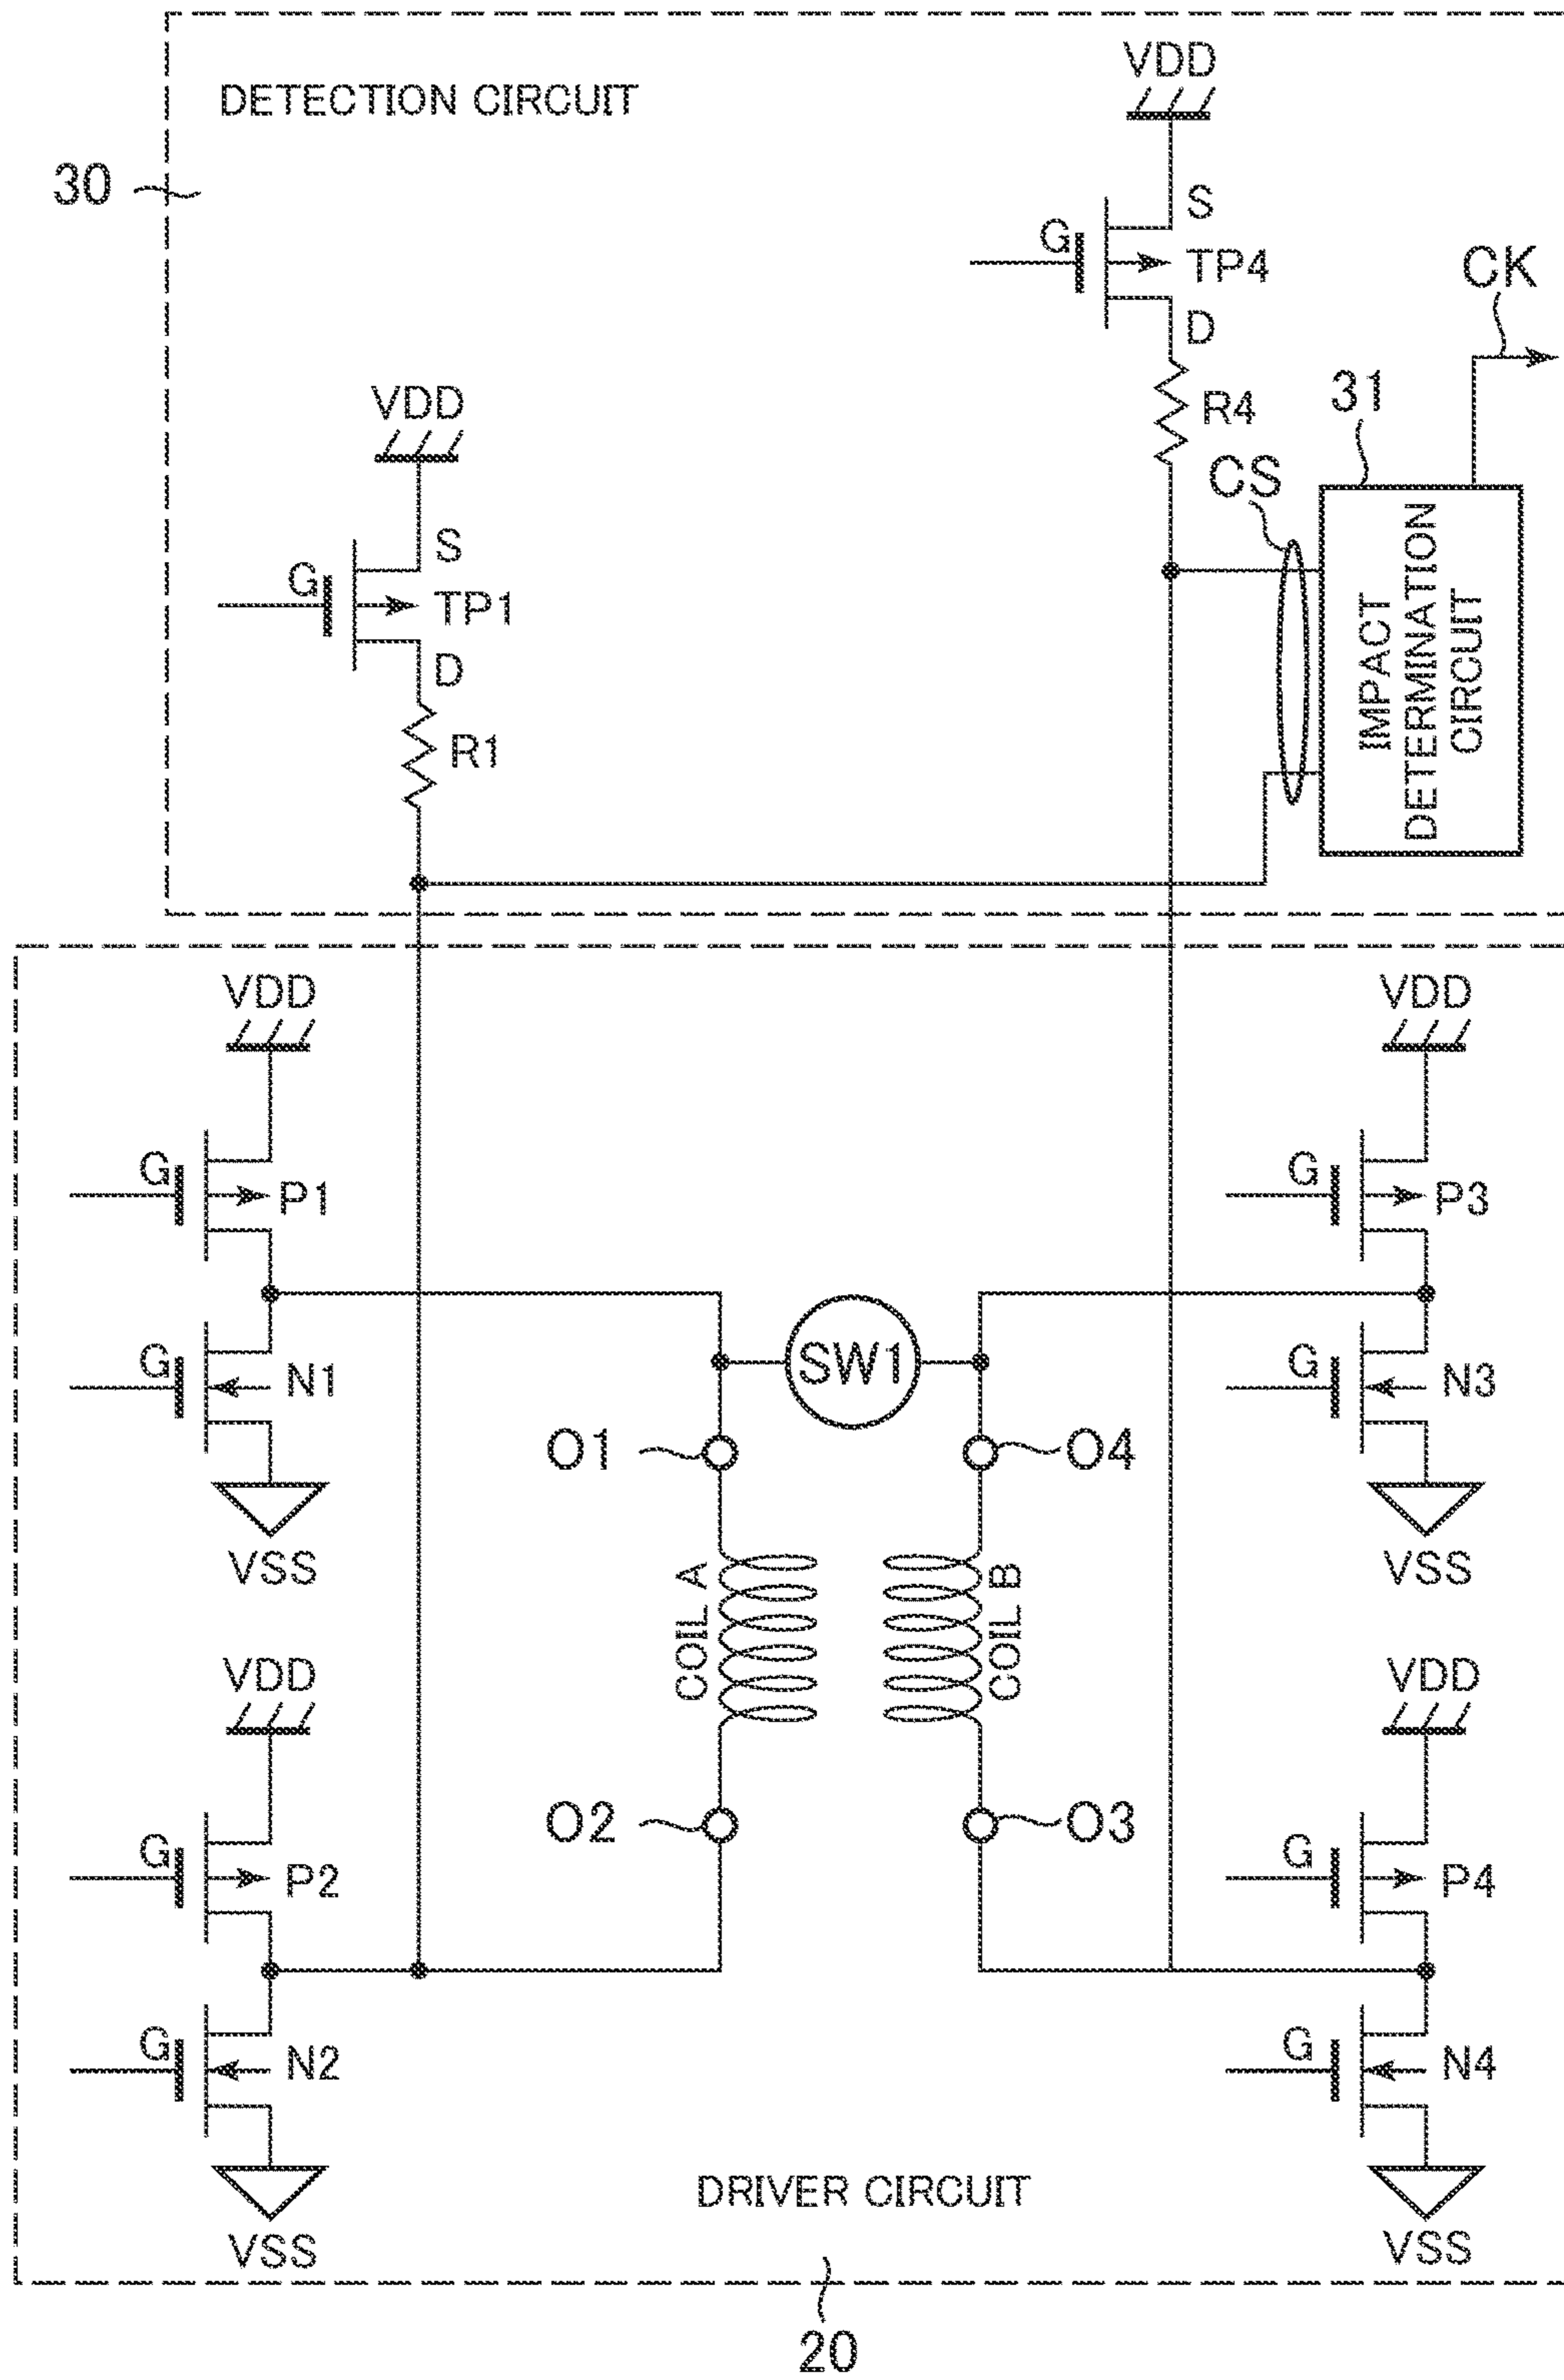 DETECTION CIRCUIT
30
VDD
S
G
TP4
D
R4
CK
31
CS
IMPACT
DETERMINATION
CIRCUIT
VDD
S
G
TP1
D
R1
VDD
G
P1
G
N1
VSS
VDD
G
P3
G
N3
VSS
SW1
O1
O4
COIL A
COIL B
O2
O3
VDD
G
P2
G
N2
VSS
VDD
G
P4
G
N4
VSS
DRIVER CIRCUIT
20